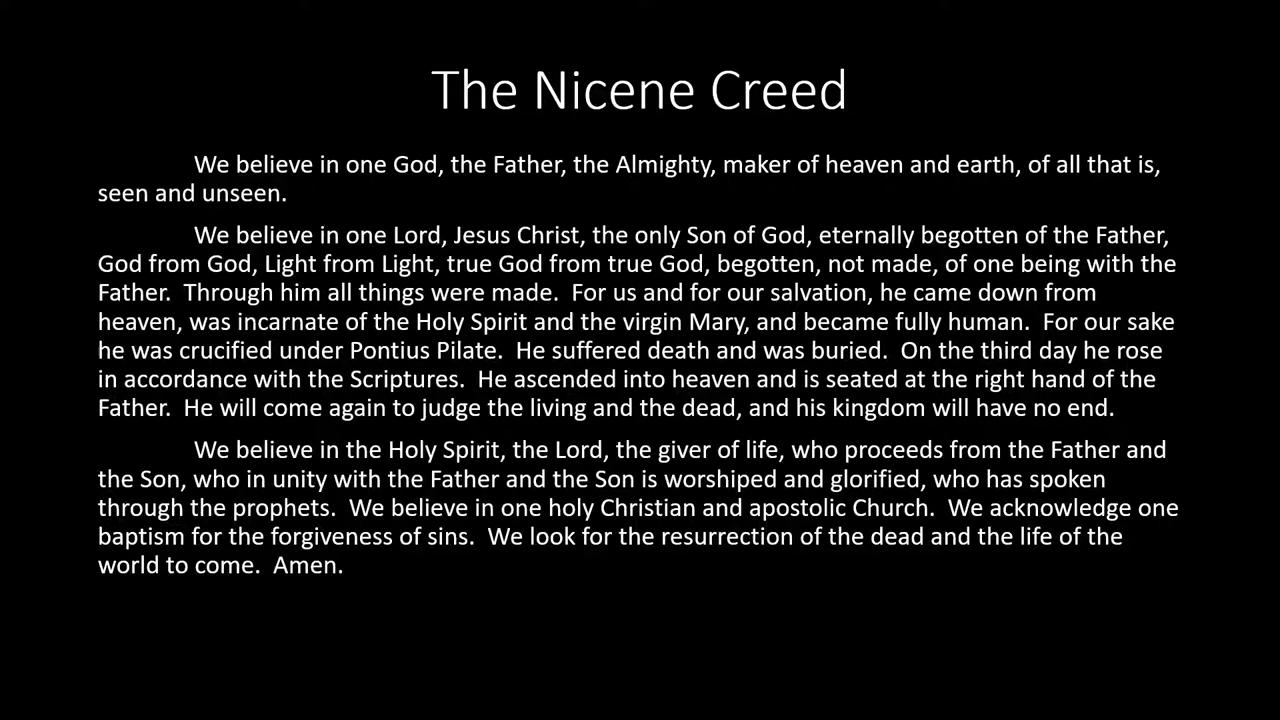 The Nicene Creed
We believe in one God, the Father, the Almighty, maker of heaven and earth, of all that is,
seen and unseen.
We believe in one Lord, Jesus Christ, the only Son of God, eternally begotten of the Father,
God from God, Light from Light, true God from true God, begotten, not made, of one being with the
Father.  Through him all things were made.  For us and for our salvation, he came down from
heaven, was incarnate of the Holy Spirit and the virgin Mary, and became fully human.  For our sake
he was crucified under Pontius Pilate.  He suffered death and was buried.  On the third day he rose
in accordance with the Scriptures.  He ascended into heaven and is seated at the right hand of the
Father.  He will come again to judge the living and the dead, and his kingdom will have no end.
We believe in the Holy Spirit, the Lord, the giver of life, who proceeds from the Father and
the Son, who in unity with the Father and the Son is worshiped and glorified, who has spoken
through the prophets.  We believe in one holy Christian and apostolic Church.  We acknowledge one
baptism for the forgiveness of sins.  We look for the resurrection of the dead and the life of the
world to come.  Amen.